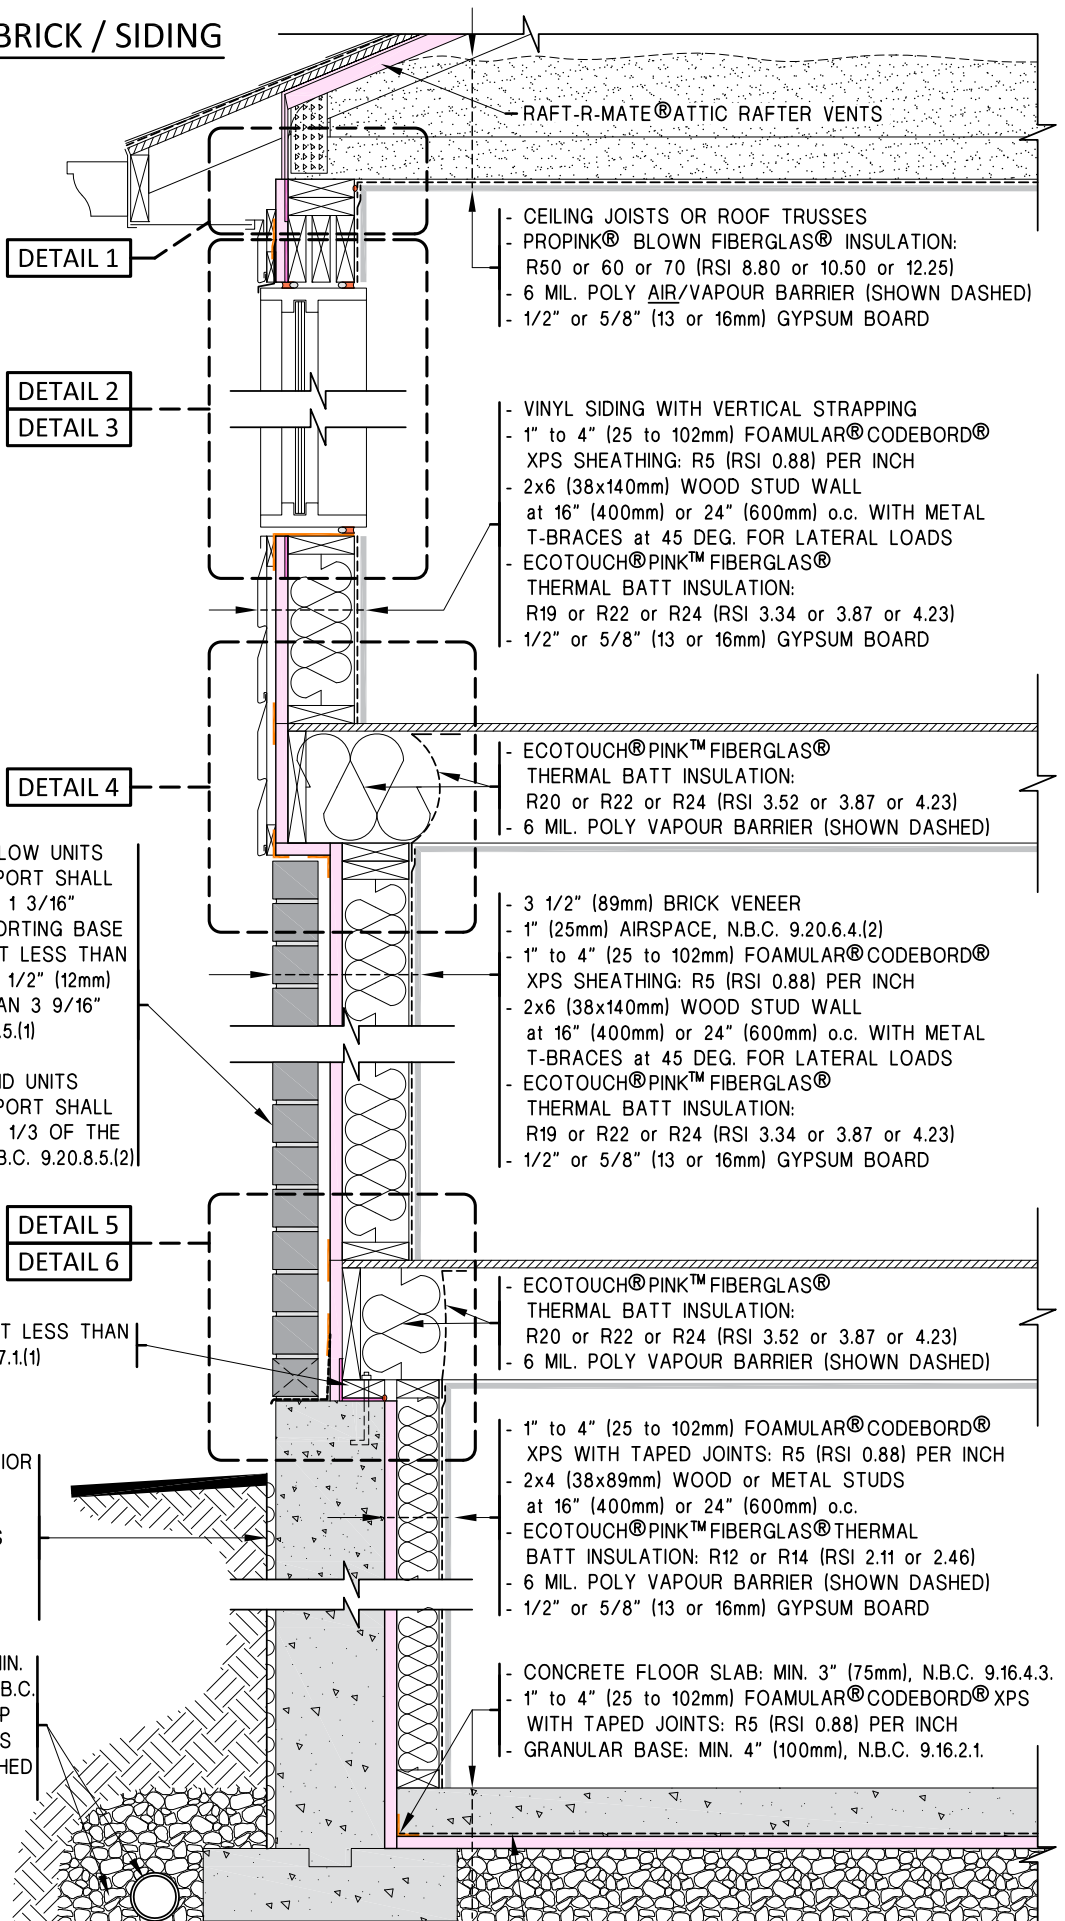 BRICK / SIDING
RAFT-R-MATE® ATTIC RAFTER VENTS
DETAIL 1
- CEILING JOISTS OR ROOF TRUSSES
- PROPINK® BLOWN FIBERGLAS® INSULATION:
R50 or 60 or 70 (RSI 8.80 or 10.50 or 12.25)
- 6 MIL. POLY AIR/VAPOUR BARRIER (SHOWN DASHED)
- 1/2" or 5/8" (13 or 16mm) GYPSUM BOARD
DETAIL 2
DETAIL 3
- VINYL SIDING WITH VERTICAL STRAPPING
- 1" to 4" (25 to 102mm) FOAMULAR® CODEBORD®
XPS SHEATHING: R5 (RSI 0.88) PER INCH
- 2x6 (38x140mm) WOOD STUD WALL
at 16" (400mm) or 24" (600mm) o.c. WITH METAL
T-BRACES at 45 DEG. FOR LATERAL LOADS
- ECOTOUCH® PINK™ FIBERGLAS®
THERMAL BATT INSULATION:
R19 or R22 or R24 (RSI 3.34 or 3.87 or 4.23)
- 1/2" or 5/8" (13 or 16mm) GYPSUM BOARD
DETAIL 4
- ECOTOUCH® PINK™ FIBERGLAS®
THERMAL BATT INSULATION:
R20 or R22 or R24 (RSI 3.52 or 3.87 or 4.23)
- 6 MIL. POLY VAPOUR BARRIER (SHOWN DASHED)
LOW UNITS
PORT SHALL
1 3/16"
ORTING BASE
T LESS THAN
1/2" (12mm)
AN 3 9/16"
.5.(1)
ID UNITS
PORT SHALL
1/3 OF THE
B.C. 9.20.8.5.(2)
- 3 1/2" (89mm) BRICK VENEER
- 1" (25mm) AIRSPACE, N.B.C. 9.20.6.4.(2)
- 1" to 4" (25 to 102mm) FOAMULAR® CODEBORD®
XPS SHEATHING: R5 (RSI 0.88) PER INCH
- 2x6 (38x140mm) WOOD STUD WALL
at 16" (400mm) or 24" (600mm) o.c. WITH METAL
T-BRACES at 45 DEG. FOR LATERAL LOADS
- ECOTOUCH® PINK™ FIBERGLAS®
THERMAL BATT INSULATION:
R19 or R22 or R24 (RSI 3.34 or 3.87 or 4.23)
- 1/2" or 5/8" (13 or 16mm) GYPSUM BOARD
DETAIL 5
DETAIL 6
- ECOTOUCH® PINK™ FIBERGLAS®
THERMAL BATT INSULATION:
R20 or R22 or R24 (RSI 3.52 or 3.87 or 4.23)
- 6 MIL. POLY VAPOUR BARRIER (SHOWN DASHED)
T LESS THAN
7.1.(1)
- 1" to 4" (25 to 102mm) FOAMULAR® CODEBORD®
XPS WITH TAPED JOINTS: R5 (RSI 0.88) PER INCH
- 2x4 (38x89mm) WOOD or METAL STUDS
at 16" (400mm) or 24" (600mm) o.c.
- ECOTOUCH® PINK™ FIBERGLAS® THERMAL
BATT INSULATION: R12 or R14 (RSI 2.11 or 2.46)
- 6 MIL. POLY VAPOUR BARRIER (SHOWN DASHED)
- 1/2" or 5/8" (13 or 16mm) GYPSUM BOARD
IOR
S
IIN.
B.C.
P
S
HED
- CONCRETE FLOOR SLAB: MIN. 3" (75mm), N.B.C. 9.16.4.3.
- 1" to 4" (25 to 102mm) FOAMULAR® CODEBORD® XPS
WITH TAPED JOINTS: R5 (RSI 0.88) PER INCH
- GRANULAR BASE: MIN. 4" (100mm), N.B.C. 9.16.2.1.